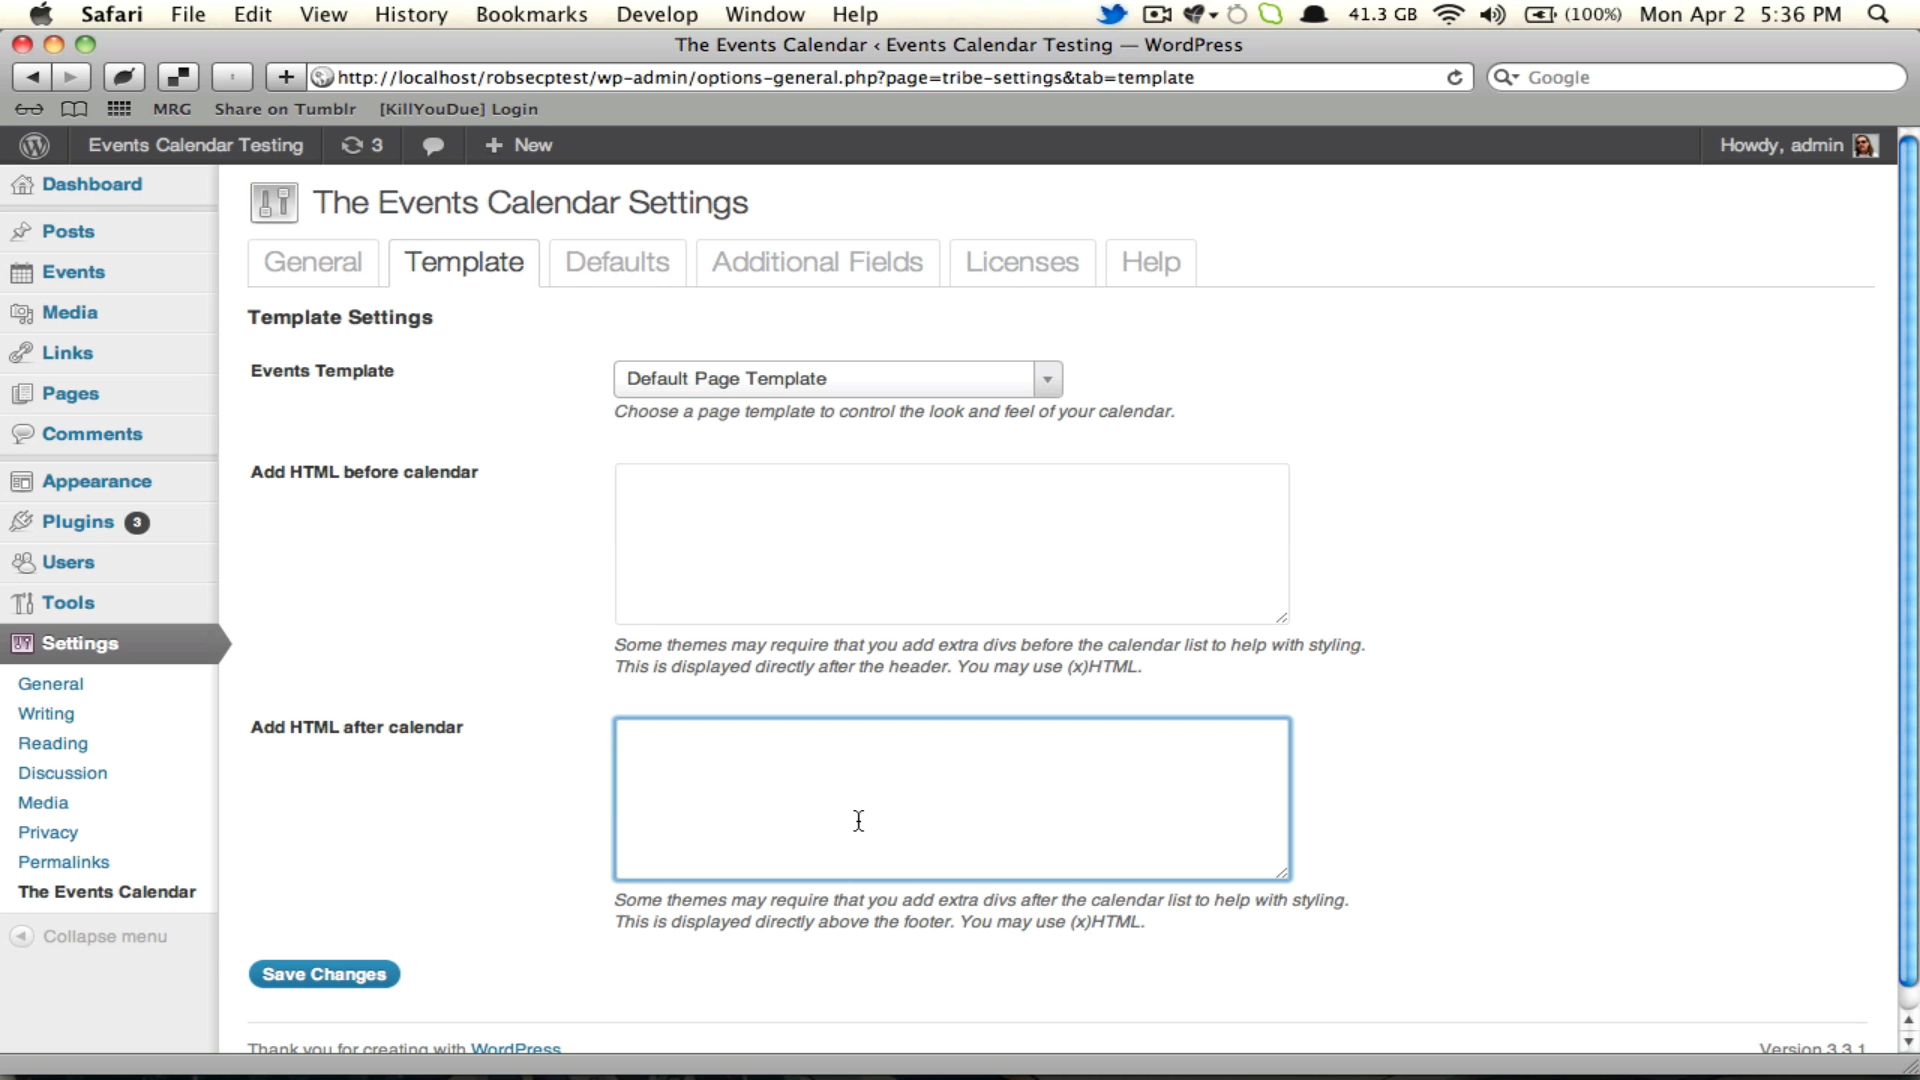 Safari File Edit View History Bookmarks Develop Window Help 41.3 GB (100%) Mon Apr 2 5:36 PM
The Events Calendar ‹ Events Calendar Testing — WordPress
http://localhost/robsecptest/wp-admin/options-general.php?page=tribe-settings&tab=template
Google
MRG Share on Tumblr [KillYouDue] Login
Events Calendar Testing 3 + New Howdy, admin
Dashboard
Posts
Events
Media
Links
Pages
Comments
Appearance
Plugins 3
Users
Tools
Settings
General
Writing
Reading
Discussion
Media
Privacy
Permalinks
The Events Calendar
Collapse menu
The Events Calendar Settings
General Template Defaults Additional Fields Licenses Help
Template Settings
Events Template
Default Page Template
Choose a page template to control the look and feel of your calendar.
Add HTML before calendar
Some themes may require that you add extra divs before the calendar list to help with styling.
This is displayed directly after the header. You may use (x)HTML.
Add HTML after calendar
Some themes may require that you add extra divs after the calendar list to help with styling.
This is displayed directly above the footer. You may use (x)HTML.
Save Changes
Thank you for creating with WordPress
Version 3.3.1